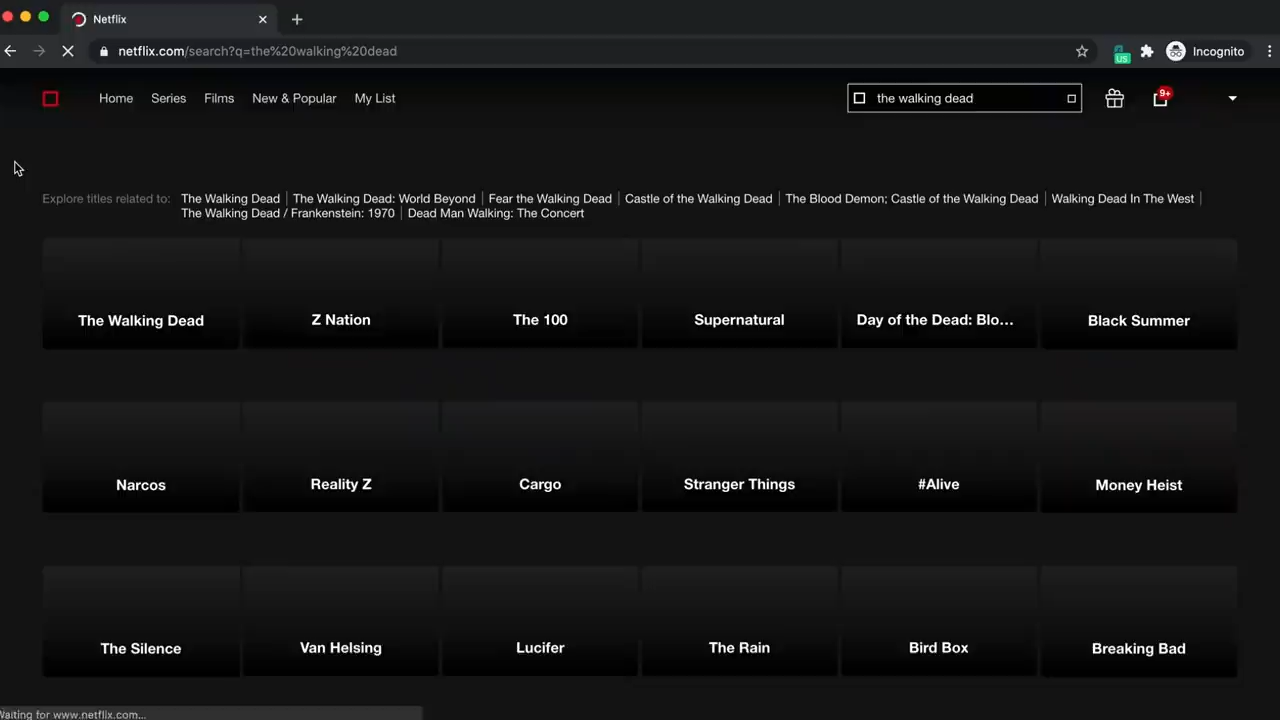 Netflix
netflix.com/search?q=the%20walking%20dead
US
Incognito
Home Series Films New & Popular My List
the walking dead
9+
Explore titles related to: The Walking Dead | The Walking Dead: World Beyond | Fear the Walking Dead | Castle of the Walking Dead | The Blood Demon; Castle of the Walking Dead | Walking Dead In The West |
The Walking Dead / Frankenstein: 1970 | Dead Man Walking: The Concert
The Walking Dead Z Nation The 100 Supernatural Day of the Dead: Blo... Black Summer
Narcos Reality Z Cargo Stranger Things #Alive Money Heist
The Silence Van Helsing Lucifer The Rain Bird Box Breaking Bad
Waiting for www.netflix.com...